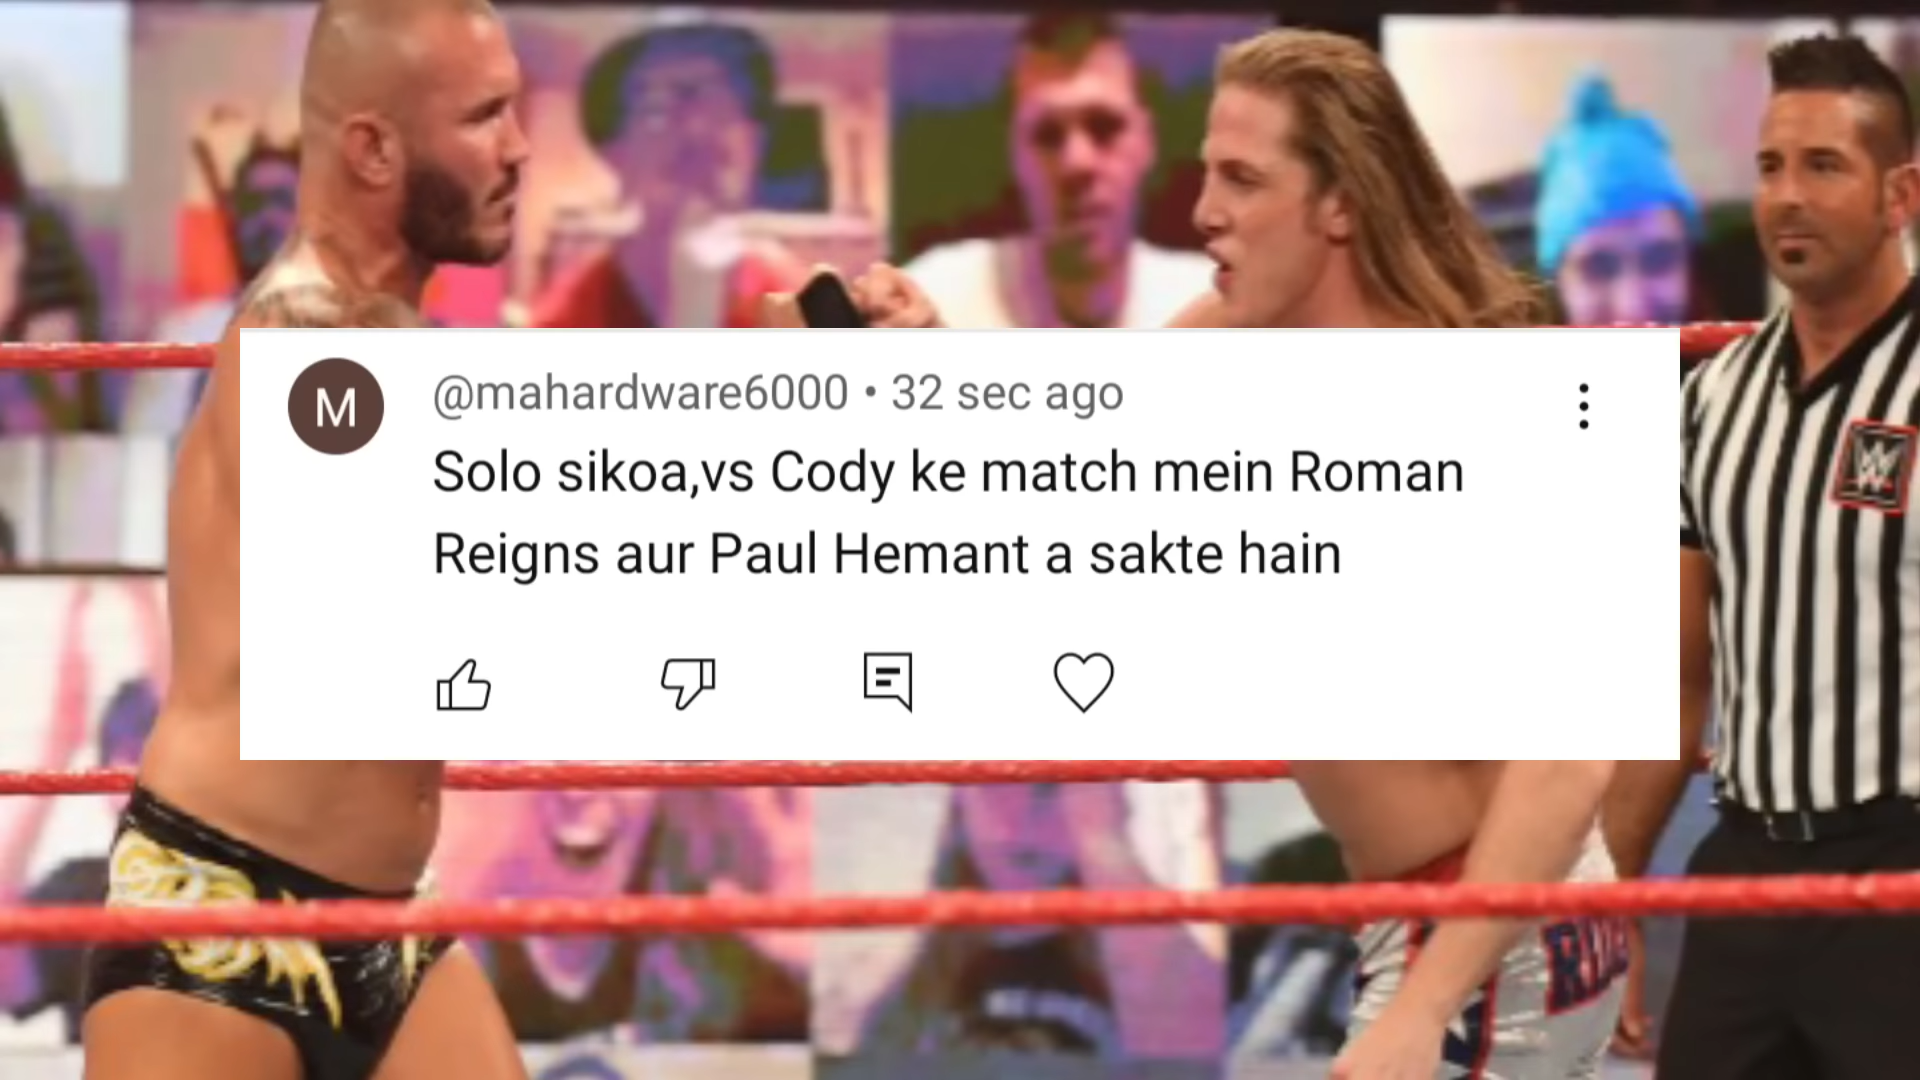 M
@mahardware6000 • 32 sec ago
Solo sikoa,vs Cody ke match mein Roman
Reigns aur Paul Hemant a sakte hain
W